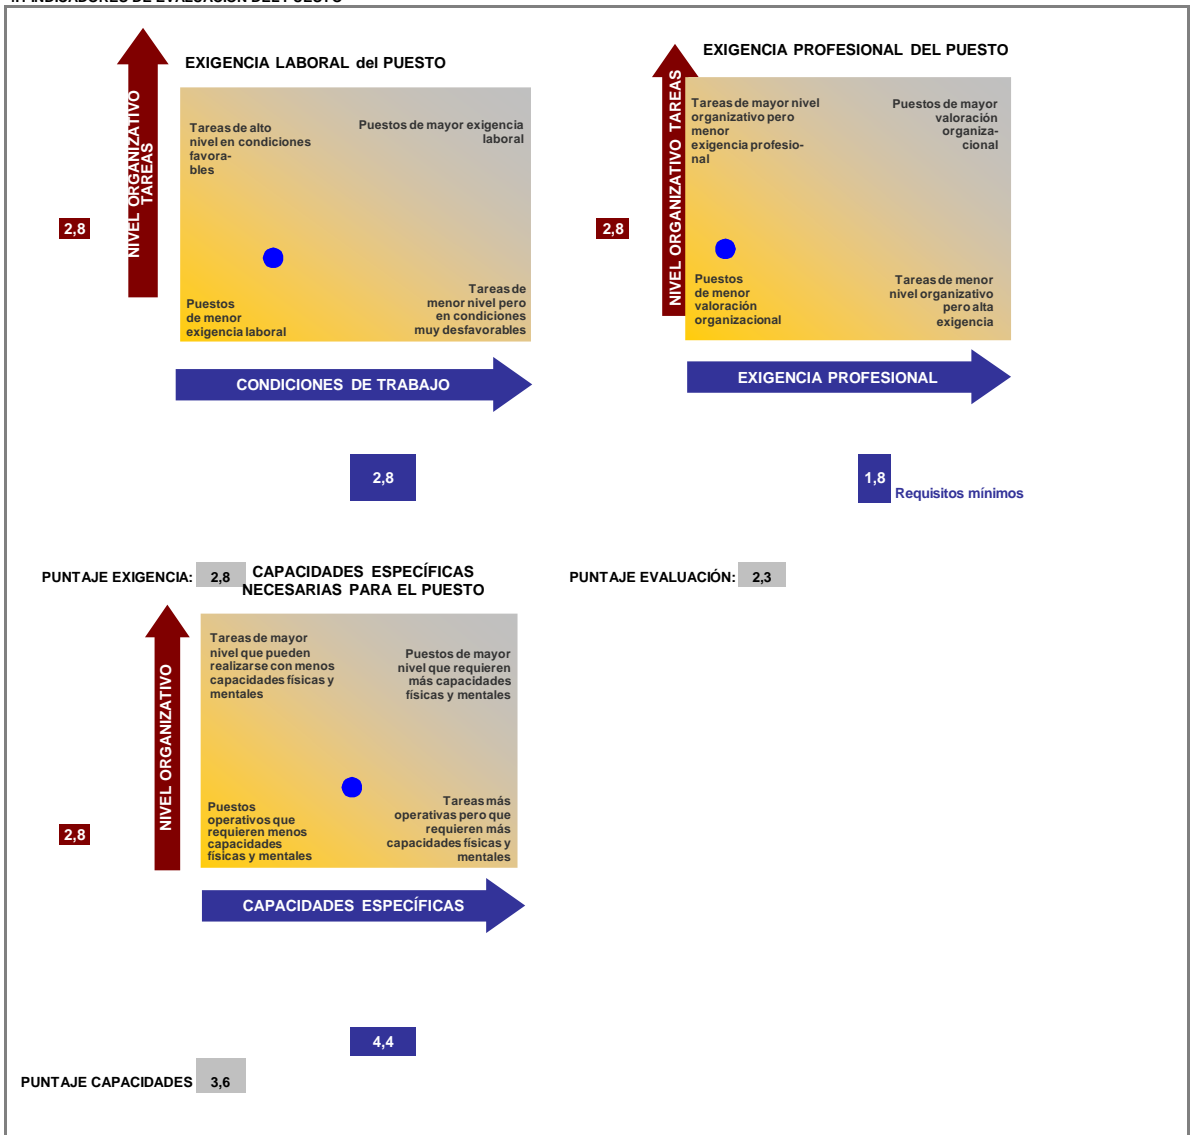 EXIGENCIA LABORAL del PUESTO
NIVEL ORGANIZATIVO
TAREAS
Tareas de alto
nivel en condiciones
favora-
bles
Puestos de mayor exigencia
laboral
2,8
Puestos
de menor
exigencia laboral
Tareas de
menor nivel pero
en condiciones
muy desfavorables
CONDICIONES DE TRABAJO
2,8
PUNTAJE EXIGENCIA: 2,8
EXIGENCIA PROFESIONAL DEL PUESTO
NIVEL ORGANIZATIVO TAREAS
Tareas de mayor nivel
organizativo pero
menor
exigencia profesio-
nal
Puestos de mayor
valoración
organiza-
cional
2,8
Puestos
de menor
valoración
organizacional
Tareas de menor
nivel organizativo
pero alta
exigencia
EXIGENCIA PROFESIONAL
1,8
Requisitos mínimos
PUNTAJE EVALUACIÓN: 2,3
CAPACIDADES ESPECÍFICAS
NECESARIAS PARA EL PUESTO
NIVEL ORGANIZATIVO
Tareas de mayor
nivel que pueden
realizarse con menos
capacidades físicas y
mentales
Puestos de mayor
nivel que requieren
más capacidades
físicas y mentales
2,8
Puestos
operativos que
requieren menos
capacidades
físicas y mentales
Tareas más
operativas pero que
requieren más
capacidades físicas y
mentales
CAPACIDADES ESPECÍFICAS
4,4
PUNTAJE CAPACIDADES 3,6